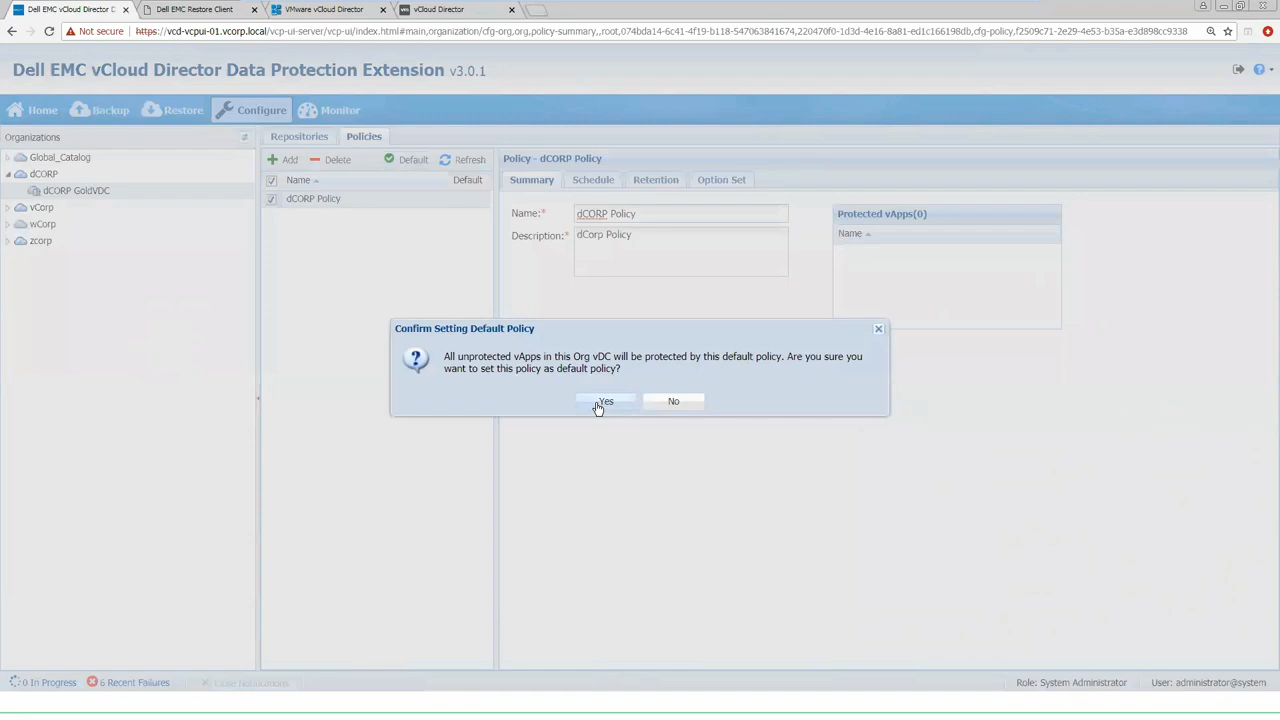 Dell EMC vCloud Director D
Dell EMC Restore Client
VMware vCloud Director
vCloud Director
Not secure
https://vcd-vcpui-01.vcorp.local/vcp-ui-server/vcp-ui/index.html#main,organization/cfg-org,org,policy-summary,,root,074bda14-6c41-4f19-b118-547063841674,220470f0-1d3d-4e16-8a81-ed1c166198db,cfg-policy,f2509c71-2e29-4e53-b35a-e3d898cc9338
Dell EMC vCloud Director Data Protection Extension v3.0.1
Home
Backup
Restore
Configure
Monitor
Organizations
Global_Catalog
dCORP
dCORP GoldVDC
vCorp
wCorp
zcorp
Repositories
Policies
Add
Delete
Default
Refresh
Name
Default
dCORP Policy
Policy - dCORP Policy
Summary
Schedule
Retention
Option Set
Name:*
dCORP Policy
Description:*
dCorp Policy
Protected vApps(0)
Name
Confirm Setting Default Policy
All unprotected vApps in this Org vDC will be protected by this default policy. Are you sure you
want to set this policy as default policy?
Yes
No
0 In Progress
6 Recent Failures
Close Notifications
Role: System Administrator
User: administrator@system